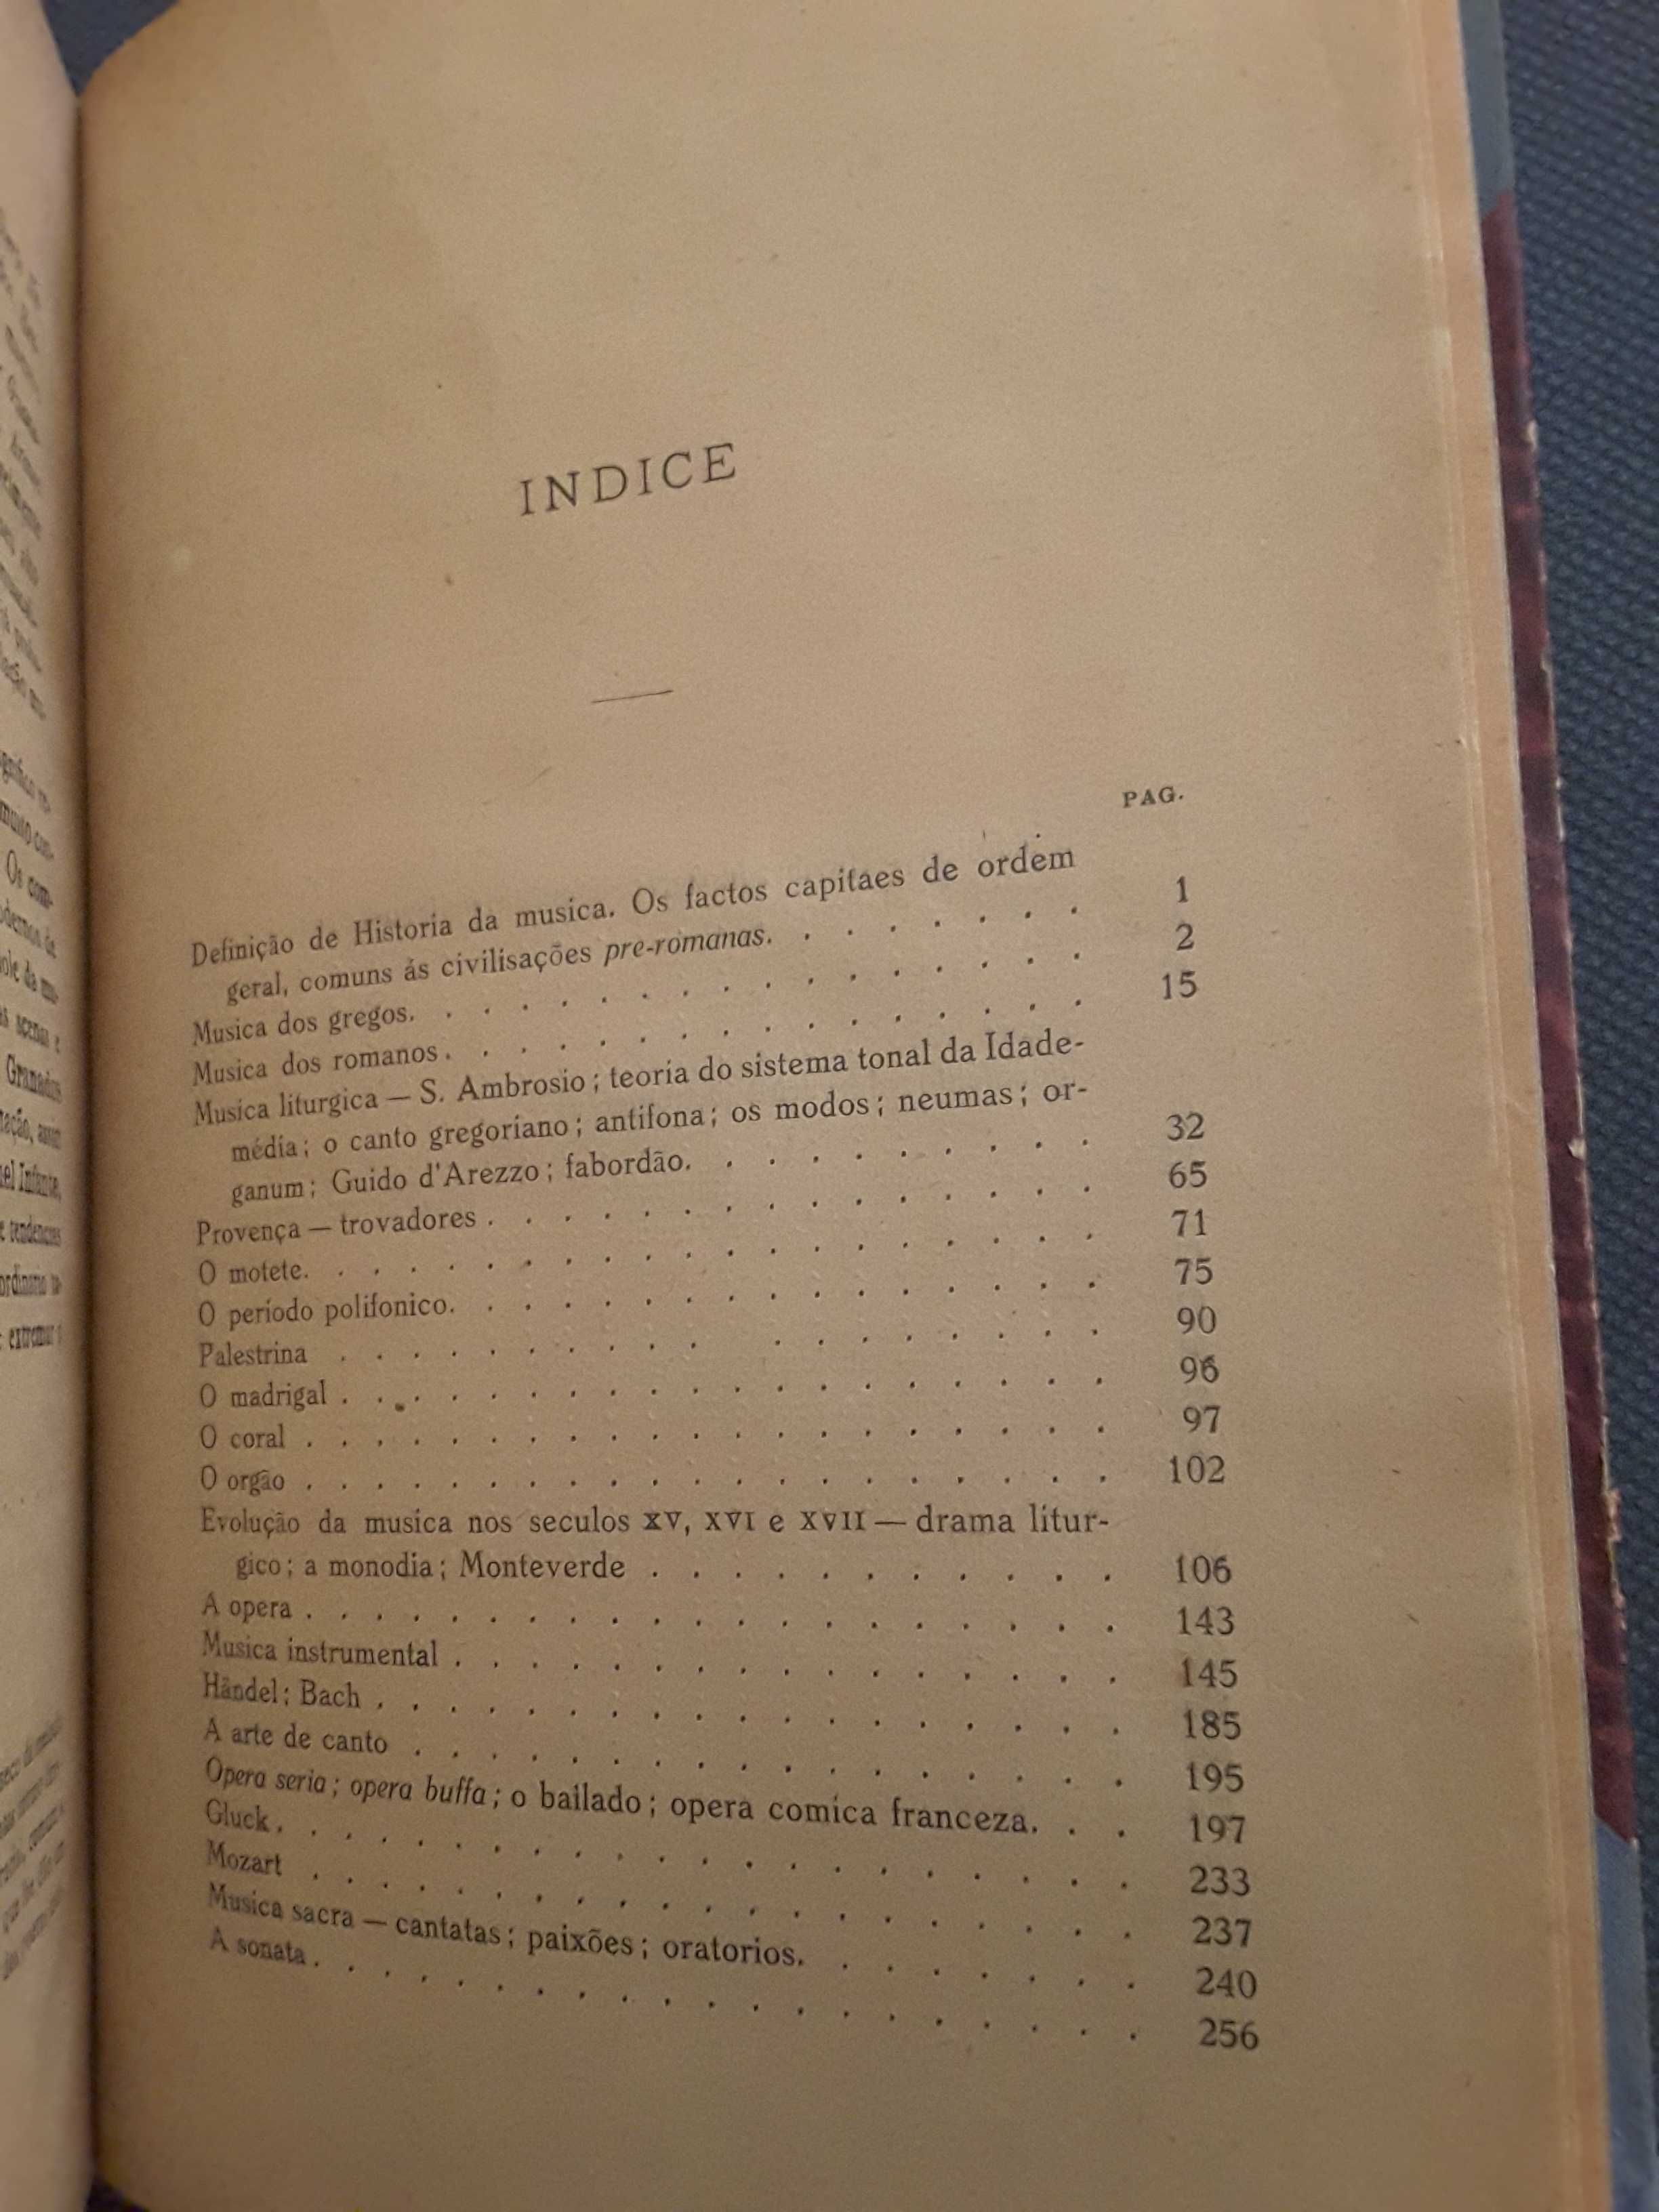 Os com-
Granados
INDICE
PAG.
Definição de Historia da musica. Os factos capitaes de ordem
geral, comuns ás civilisações pre-romanas. . . . . . . . 1
Musica dos gregos. . . . . . . . . . . . . . . . 2
Musica dos romanos . . . . . . . . . . . . . . . 15
Musica liturgica — S. Ambrosio ; teoria do sistema tonal da Idade-
média ; o canto gregoriano ; antifona ; os modos ; neumas ; or-
ganum ; Guido d'Arezzo ; fabordão. . . . . . . . . . 32
Provença — trovadores . . . . . . . . . . . . . . 65
O motete. . . . . . . . . . . . . . . . . . 71
O período polifonico. . . . . . . . . . . . . . . 75
Palestrina . . . . . . . . . . . . . . . . . 90
O madrigal . . . . . . . . . . . . . . . . . 96
O coral . . . . . . . . . . . . . . . . . . 97
O orgão . . . . . . . . . . . . . . . . . . 102
Evolução da musica nos seculos XV, XVI e XVII — drama litur-
gico ; a monodia ; Monteverde . . . . . . . . . . . 106
A opera . . . . . . . . . . . . . . . . . . 143
Musica instrumental . . . . . . . . . . . . . . . 145
Händel ; Bach . . . . . . . . . . . . . . . . 185
A arte de canto . . . . . . . . . . . . . . . . 195
Opera seria ; opera buffa ; o bailado ; opera comica franceza. . . 197
Gluck . . . . . . . . . . . . . . . . . . 233
Mozart . . . . . . . . . . . . . . . . . . 237
Musica sacra — cantatas ; paixões ; oratorios. . . . . . . . 240
A sonata . . . . . . . . . . . . . . . . . . 256